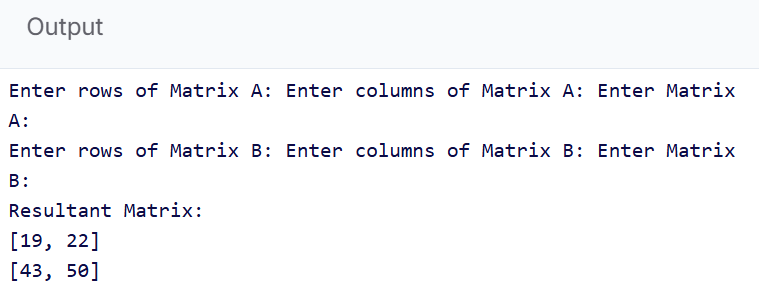 Output
Enter rows of Matrix A: Enter columns of Matrix A: Enter Matrix
A:
Enter rows of Matrix B: Enter columns of Matrix B: Enter Matrix
B:
Resultant Matrix:
[19, 22]
[43, 50]